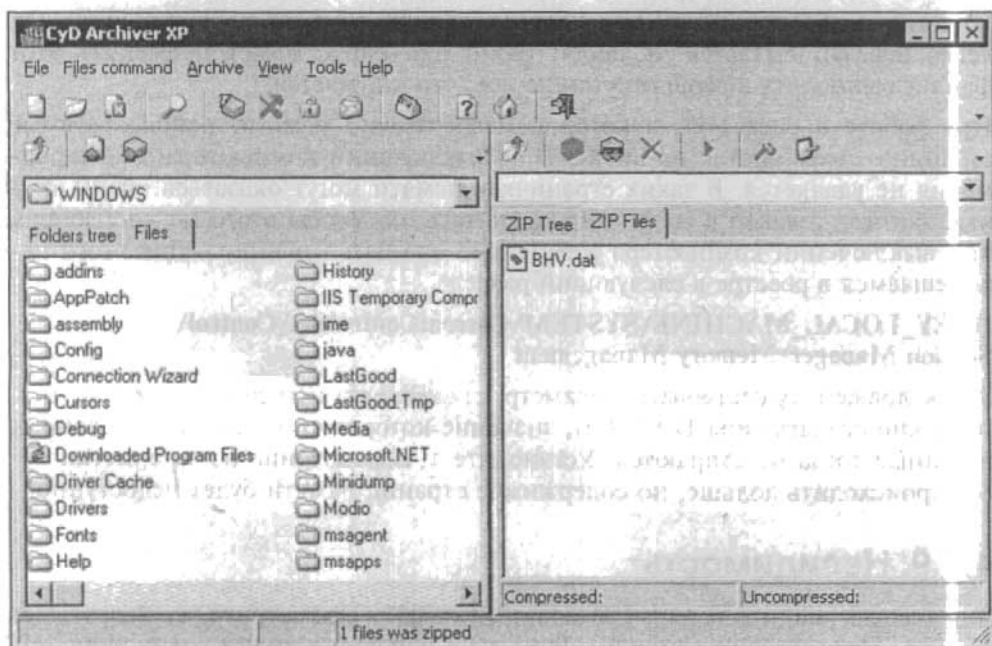 CyD Archiver XP
File Files command Archive View Tools Help
WINDOWS
Folders tree Files
addins
AppPatch
assembly
Config
Connection Wizard
Cursors
Debug
Downloaded Program Files
Driver Cache
Drivers
Fonts
Help
History
IIS Temporary Compr
ime
java
LastGood
LastGood.Tmp
Media
Microsoft.NET
Minidump
Modio
msagent
msapps
ZIP Tree ZIP Files
BHV.dat
Compressed: Uncompressed:
1 files was zipped